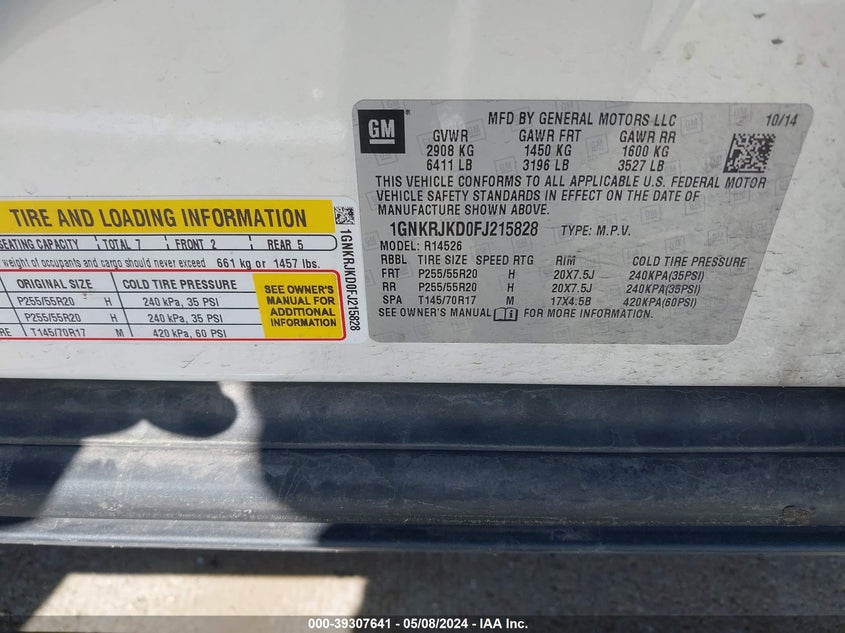 TIRE AND LOADING INFORMATION
SEATING CAPACITY TOTAL 7 FRONT 2 REAR 5
weight of occupants and cargo should never exceed 661 kg or 1457 lbs.
ORIGINAL SIZE COLD TIRE PRESSURE
P255/55R20 H 240 kPa, 35 PSI
P255/55R20 H 240 kPa, 35 PSI
RE T145/70R17 M 420 kPa, 60 PSI
SEE OWNER'S
MANUAL FOR
ADDITIONAL
INFORMATION
1GNKRJKD0FJ215828
GM
MFD BY GENERAL MOTORS LLC 10/14
GVWR GAWR FRT GAWR RR
2908 KG 1450 KG 1600 KG
6411 LB 3196 LB 3527 LB
THIS VEHICLE CONFORMS TO ALL APPLICABLE U.S. FEDERAL MOTOR
VEHICLE SAFETY STANDARDS IN EFFECT ON THE DATE OF
MANUFACTURE SHOWN ABOVE.
1GNKRJKD0FJ215828 TYPE: M.P.V.
MODEL: R14526
RBBL TIRE SIZE SPEED RTG RIM COLD TIRE PRESSURE
FRT P255/55R20 H 20X7.5J 240KPA(35PSI)
RR P255/55R20 H 20X7.5J 240KPA(35PSI)
SPA T145/70R17 M 17X4.5B 420KPA(60PSI)
SEE OWNER'S MANUAL FOR MORE INFORMATION.
000-39307641 - 05/08/2024 - IAA Inc.